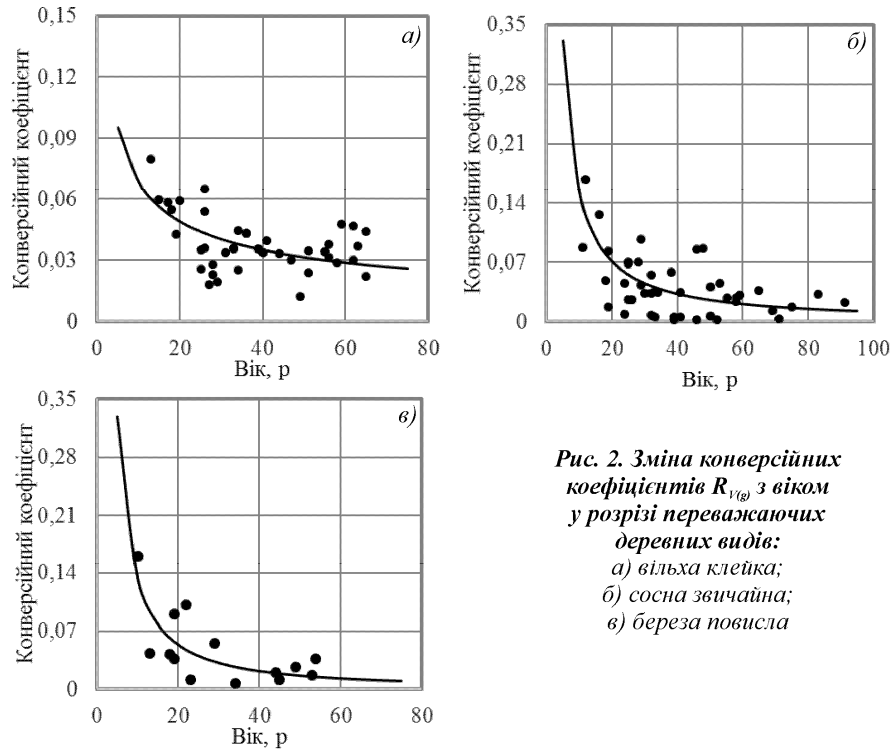 0,15
0,12
0,09
0,06
0,03
0
0 20 40 60 80
Конверсійний коефіцієнт
Вік, р
а)
0,35
0,28
0,21
0,14
0,07
0
0 20 40 60 80 100
Конверсійний коефіцієнт
Вік, р
б)
0,35
0,28
0,21
0,14
0,07
0
0 20 40 60 80
Конверсійний коефіцієнт
Вік, р
в)
Рис. 2. Зміна конверсійних
коефіцієнтів R_V(g) з віком
у розрізі переважаючих
деревних видів:
а) вільха клейка;
б) сосна звичайна;
в) береза повисла